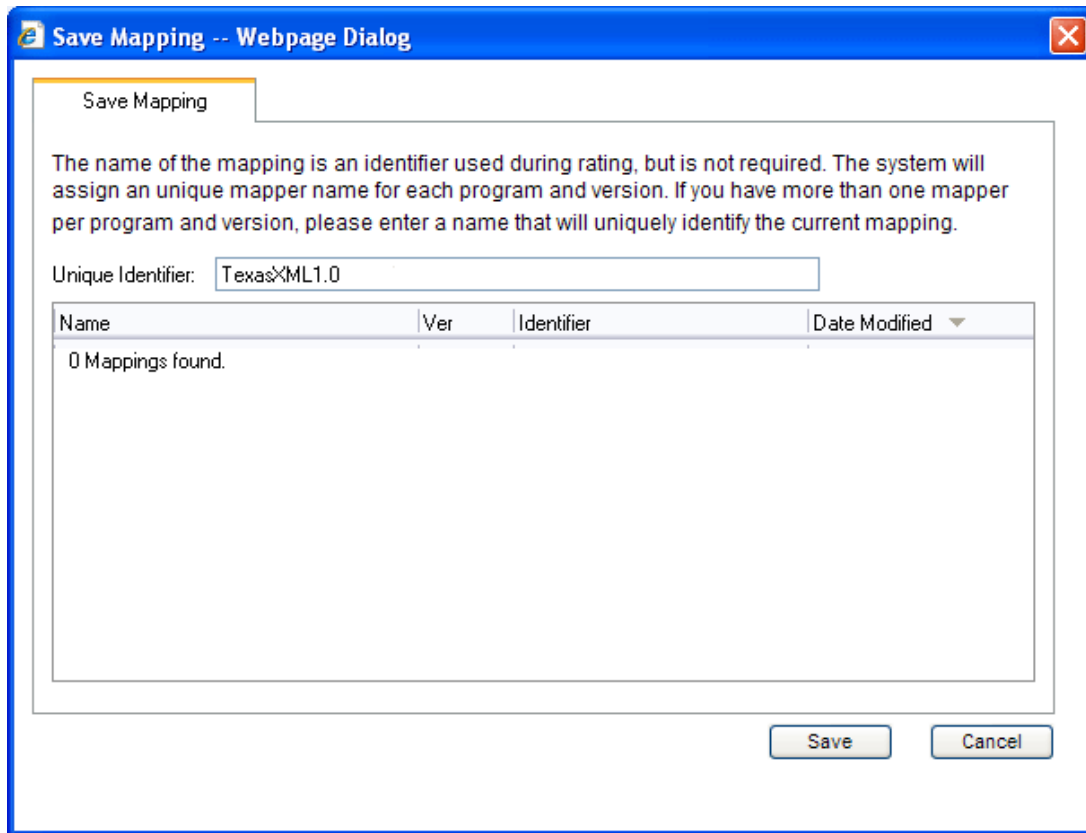 Save Mapping -- Webpage Dialog
Save Mapping
The name of the mapping is an identifier used during rating, but is not required. The system will
assign an unique mapper name for each program and version. If you have more than one mapper
per program and version, please enter a name that will uniquely identify the current mapping.
Unique Identifier: TexasXML1.0
Name Ver Identifier Date Modified
0 Mappings found.
Save Cancel